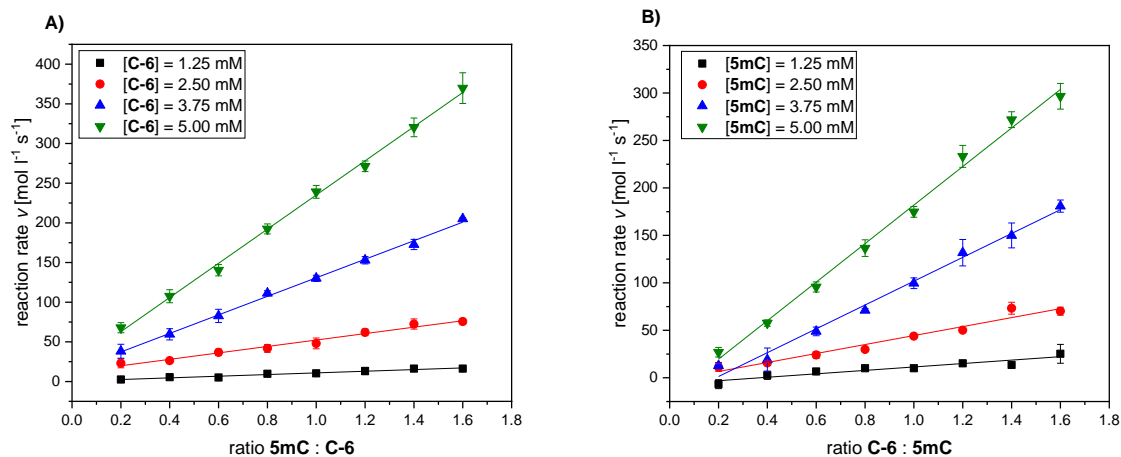 A)
[C-6] = 1.25 mM
[C-6] = 2.50 mM
[C-6] = 3.75 mM
[C-6] = 5.00 mM
400
350
300
250
200
150
100
50
0
reaction rate v [mol l⁻¹ s⁻¹]
0.0 0.2 0.4 0.6 0.8 1.0 1.2 1.4 1.6 1.8
ratio 5mC : C-6
B)
[5mC] = 1.25 mM
[5mC] = 2.50 mM
[5mC] = 3.75 mM
[5mC] = 5.00 mM
350
300
250
200
150
100
50
0
reaction rate v [mol l⁻¹ s⁻¹]
0.0 0.2 0.4 0.6 0.8 1.0 1.2 1.4 1.6 1.8
ratio C-6 : 5mC